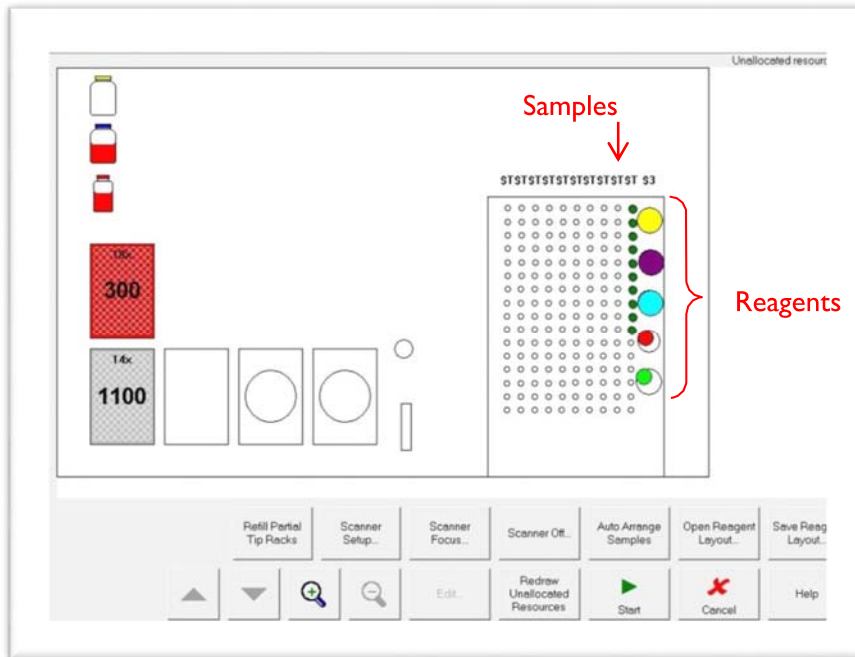 Unallocated resourc
Samples
STSTSTSTSTSTSTSTSTST S3
Reagents
300
14x
1100
Refill Partial
Tip Racks
Scanner
Setup...
Scanner
Focus...
Scanner Off...
Auto Arrange
Samples
Open Reagent
Layout...
Save Reag
Layout...
Edit...
Redraw
Unallocated
Resources
Start
Cancel
Help